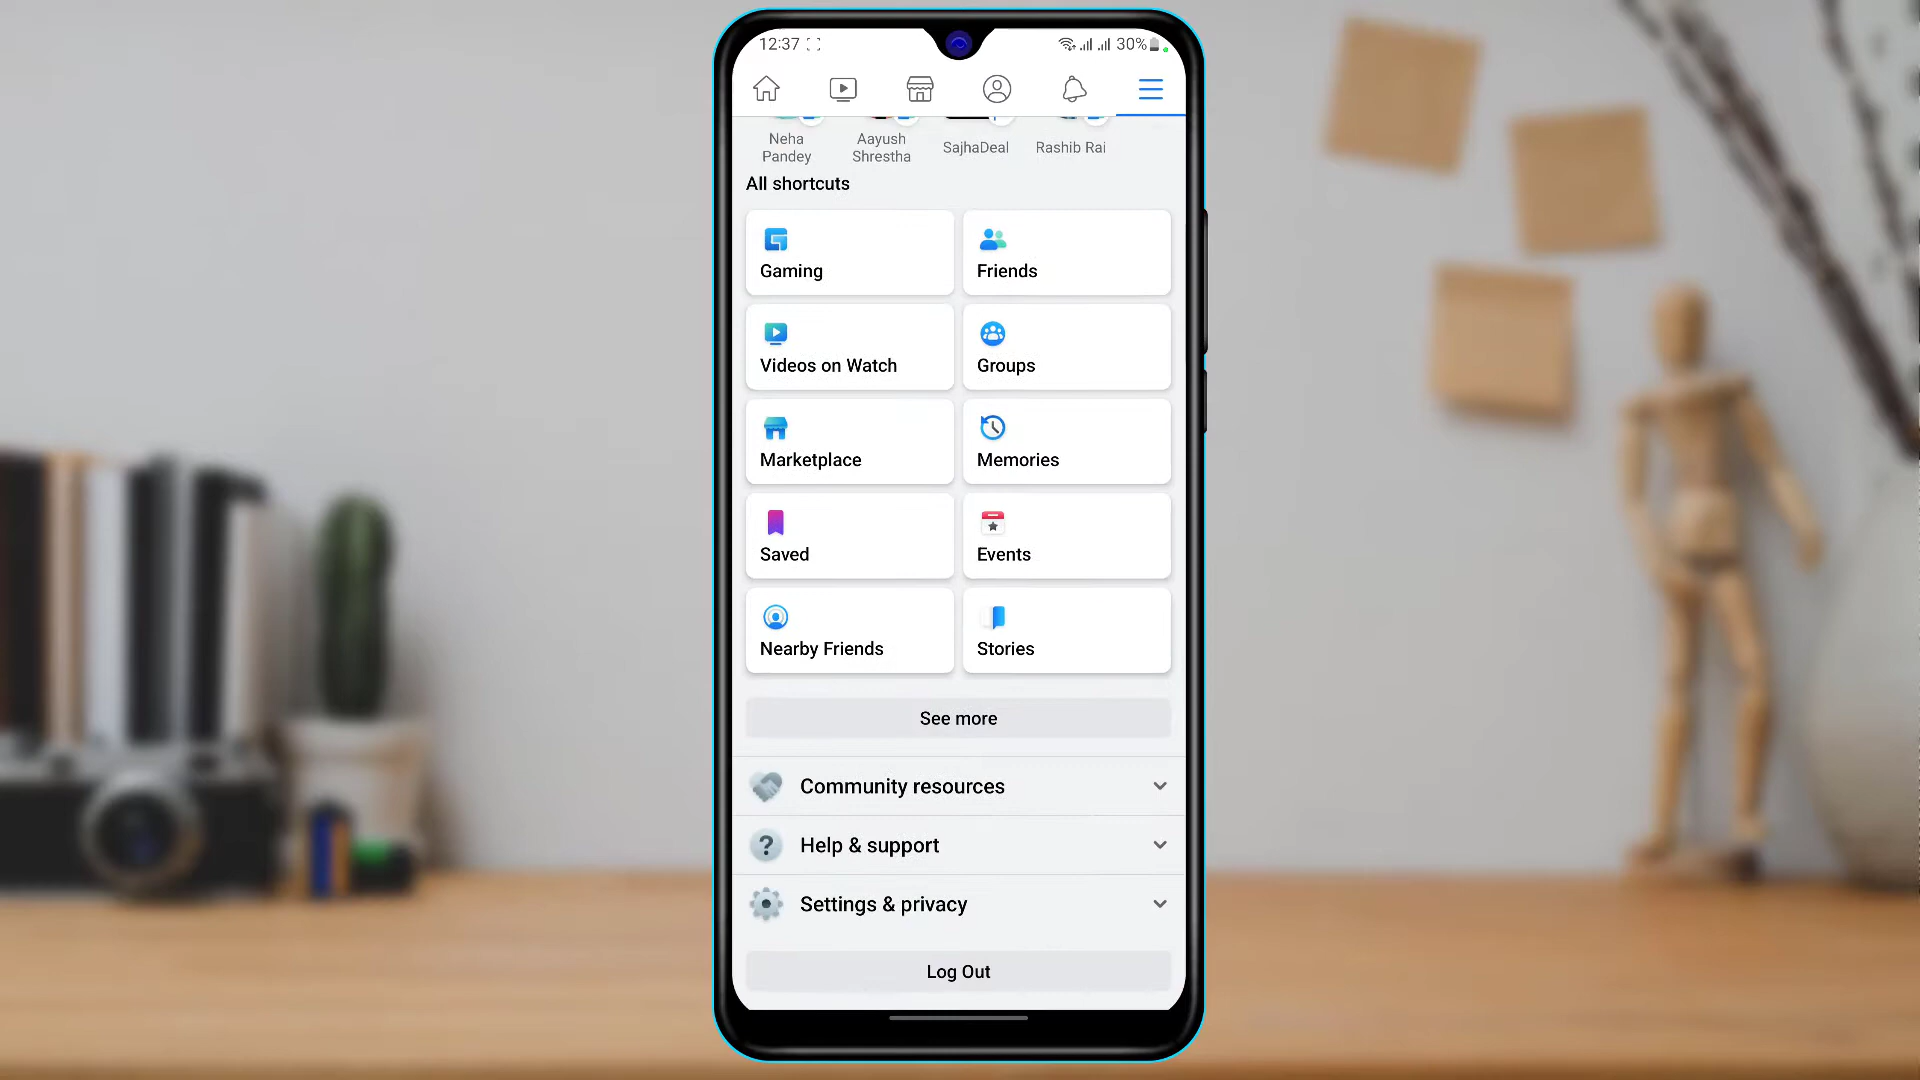 12:37
30%
Neha Pandey
Aayush Shrestha
SajhaDeal
Rashib Rai
All shortcuts
Gaming
Friends
Videos on Watch
Groups
Marketplace
Memories
Saved
Events
Nearby Friends
Stories
See more
Community resources
Help & support
Settings & privacy
Log Out